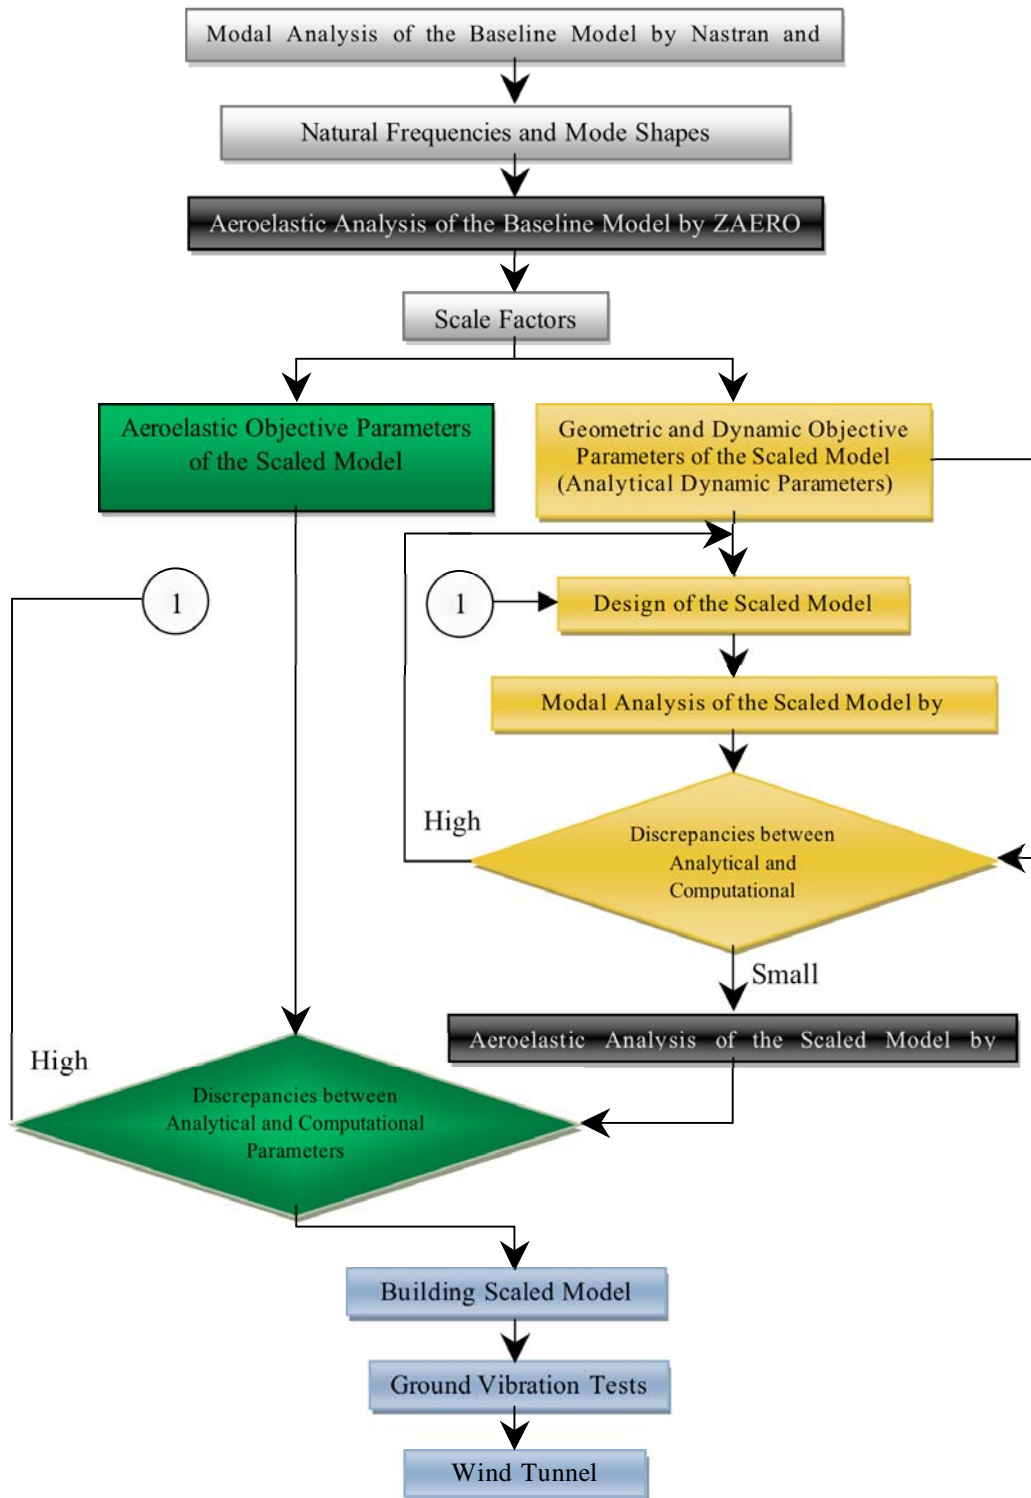 Modal Analysis of the Baseline Model by Nastran and
Natural Frequencies and Mode Shapes
Aeroelastic Analysis of the Baseline Model by ZAERO
Scale Factors
Aeroelastic Objective Parameters
of the Scaled Model
Geometric and Dynamic Objective
Parameters of the Scaled Model
(Analytical Dynamic Parameters)
1
1
Design of the Scaled Model
Modal Analysis of the Scaled Model by
High
Discrepancies between
Analytical and
Computational
Small
Aeroelastic Analysis of the Scaled Model by
High
Discrepancies between
Analytical and Computational
Parameters
Building Scaled Model
Ground Vibration Tests
Wind Tunnel